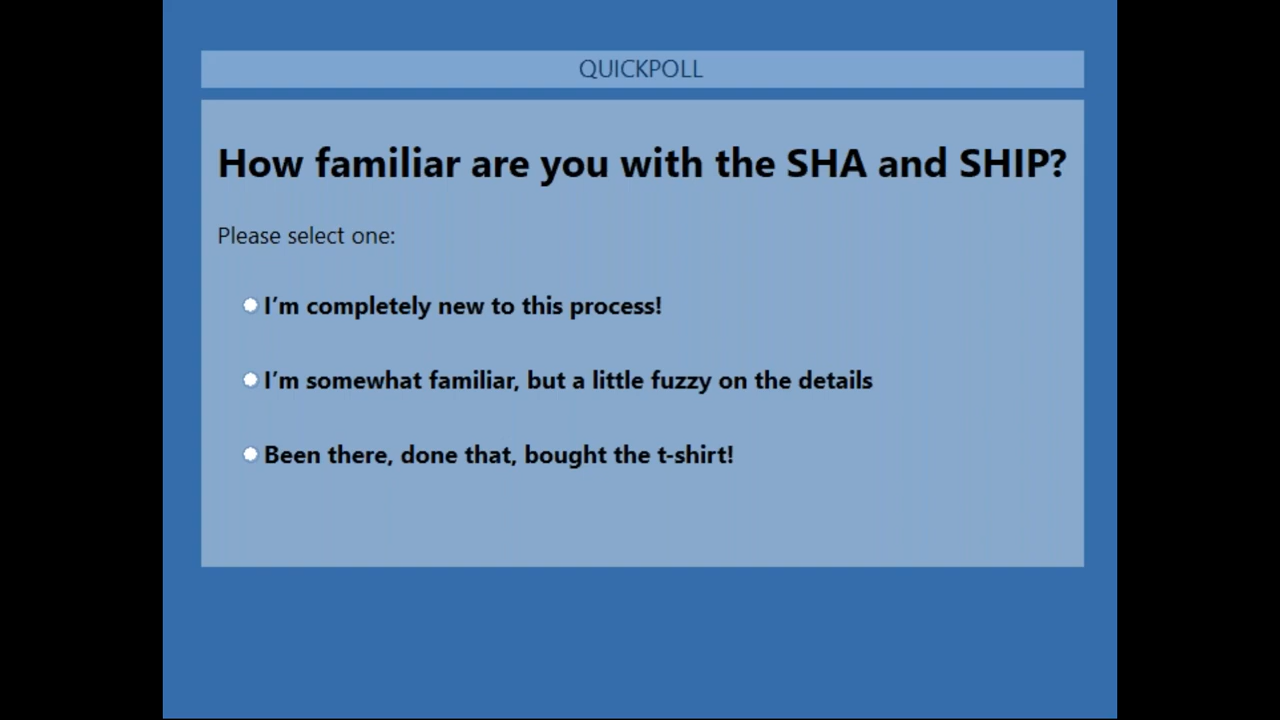 QUICKPOLL
How familiar are you with the SHA and SHIP?
Please select one:
I’m completely new to this process!
I’m somewhat familiar, but a little fuzzy on the details
Been there, done that, bought the t-shirt!